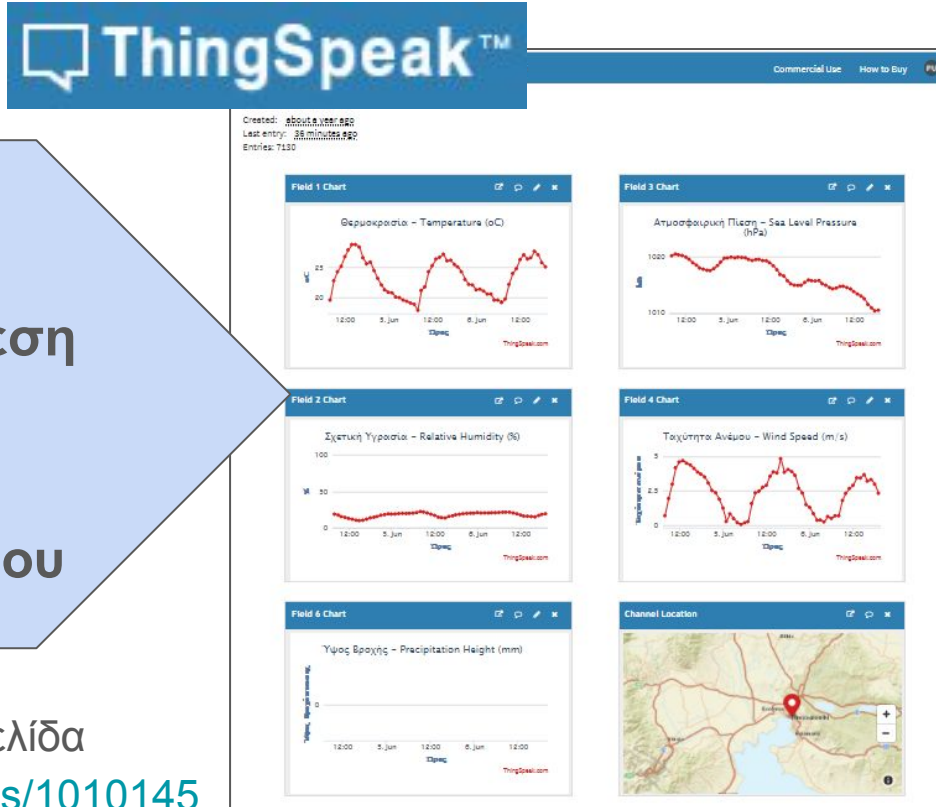 ThingSpeak™
Commercial Use How to Buy
Created: about a year ago
Last entry: 36 minutes ago
Entries: 7130
Field 1 Chart
Θερμοκρασία – Temperature (oC)
oC
25
20
12:00 5. Jun 12:00 6. Jun 12:00
Ώρες
ThingSpeak.com
Field 3 Chart
Ατμοσφαιρική Πίεση – Sea Level Pressure
(hPa)
1020
1010
12:00 5. Jun 12:00 6. Jun 12:00
Ώρες
ThingSpeak.com
εση
ου
Field 2 Chart
Σχετική Υγρασία – Relative Humidity (%)
%
100
50
0
12:00 5. Jun 12:00 6. Jun 12:00
Ώρες
ThingSpeak.com
Field 4 Chart
Ταχύτητα Ανέμου – Wind Speed (m/s)
5
2.5
0
12:00 5. Jun 12:00 6. Jun 12:00
Ώρες
ThingSpeak.com
Field 6 Chart
Ύψος Βροχής – Precipitation Height (mm)
0
12:00 5. Jun 12:00 6. Jun 12:00
Ώρες
ThingSpeak.com
Channel Location
+
−
ελίδα
s/1010145